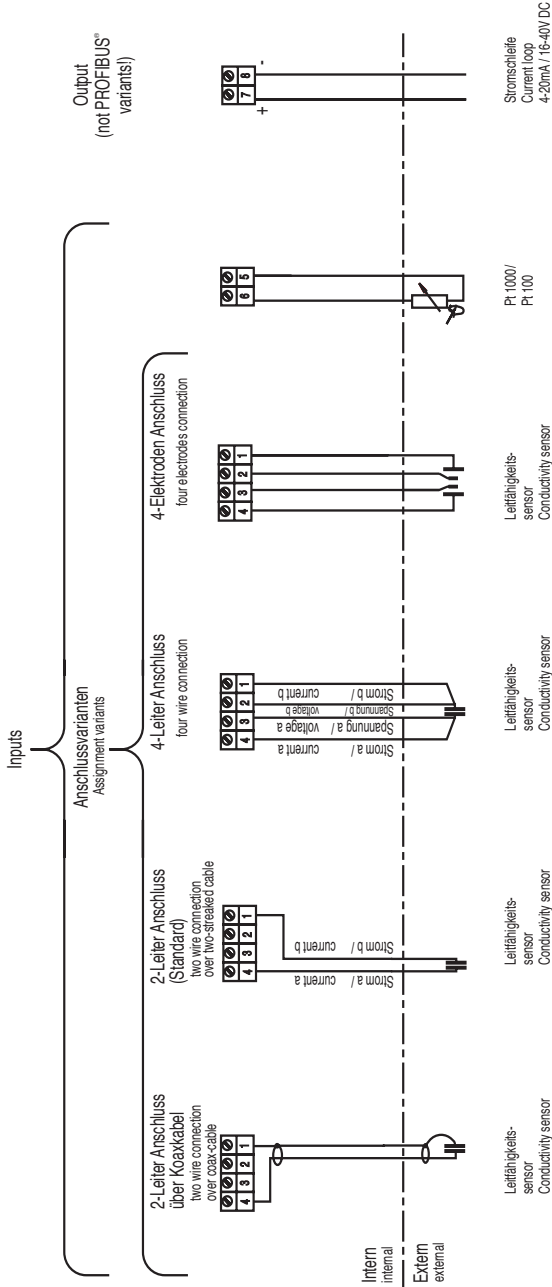 Inputs
Anschlussvarianten
Assignment variants
Output
(not PROFIBUS®
variants!)
2-Leiter Anschluss
über Koaxkabel
two wire connection
over coax-cable
4 3 2 1
2-Leiter Anschluss
(Standard)
two wire connection
over two-streaked cable
4 3 2 1
Strom a / current a
Strom b / current b
4-Leiter Anschluss
four wire connection
4 3 2 1
Strom a / current a
Spannung a / voltage a
Spannung b / voltage b
Strom b / current b
4-Elektroden Anschluss
four electrodes connection
4 3 2 1
6 5
7 8
+ -
Intern
internal
Extern
external
Leitfähigkeits-
sensor
Conductivity sensor
Leitfähigkeits-
sensor
Conductivity sensor
Leitfähigkeits-
sensor
Conductivity sensor
Leitfähigkeits-
sensor
Conductivity sensor
Pt 1000/
Pt 100
Stromschleife
Current loop
4-20mA / 16-40V DC